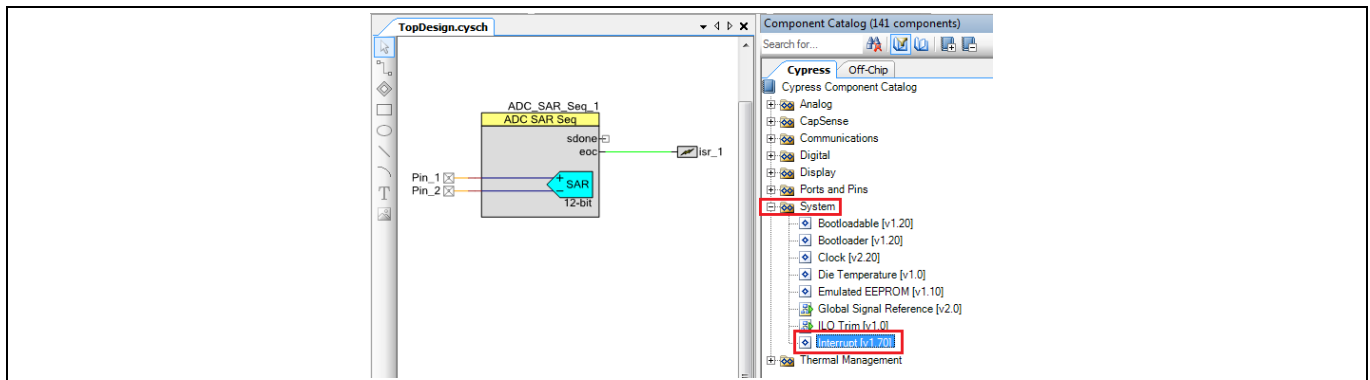 TopDesign.cysch
ADC_SAR_Seq_1
ADC SAR Seq
sdone
eoc
isr_1
Pin_1
Pin_2
SAR
12-bit
T
Component Catalog (141 components)
Search for...
Cypress Off-Chip
Cypress Component Catalog
Analog
CapSense
Communications
Digital
Display
Ports and Pins
System
Bootloadable [v1.20]
Bootloader [v1.20]
Clock [v2.20]
Die Temperature [v1.0]
Emulated EEPROM [v1.10]
Global Signal Reference [v2.0]
ILO Trim [v1.0]
Interrupt [v1.70]
Thermal Management